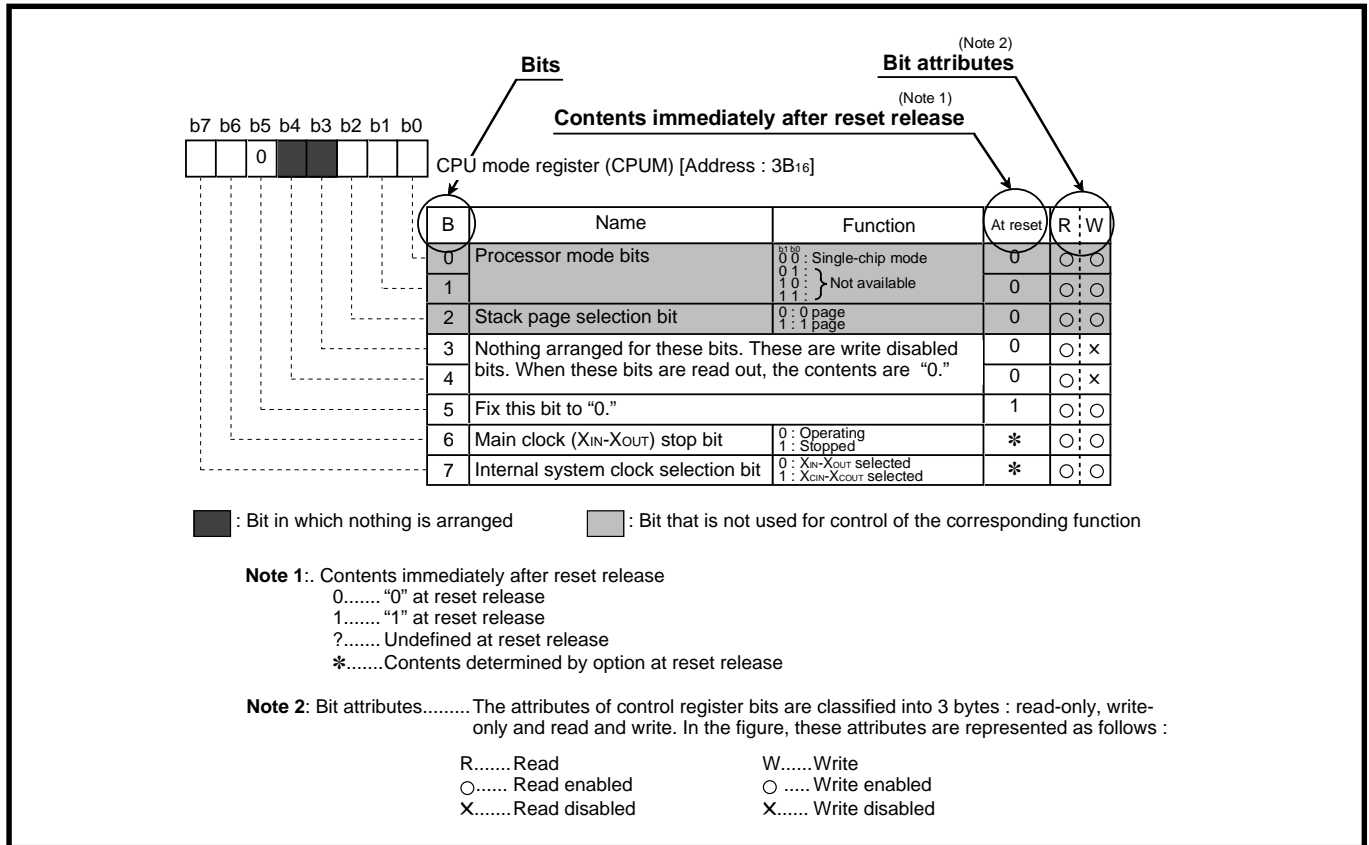 (Note 2)
Bits
Bit attributes
(Note 1)
Contents immediately after reset release
b7 b6 b5 b4 b3 b2 b1 b0
0
CPU mode register (CPUM) [Address : 3B16]
B Name Function At reset R W
0 Processor mode bits b1 b0
0 0 : Single-chip mode 0 ○ ○
0 1 :
1 0 : } Not available
1 1 :
1 0 ○ ○
2 Stack page selection bit 0 : 0 page
1 : 1 page 0 ○ ○
3 Nothing arranged for these bits. These are write disabled 0 ○ ×
4 bits. When these bits are read out, the contents are “0.” 0 ○ ×
5 Fix this bit to “0.” 1 ○ ○
6 Main clock (XIN-XOUT) stop bit 0 : Operating
1 : Stopped ✻ ○ ○
7 Internal system clock selection bit 0 : XIN-XOUT selected
1 : XCIN-XCOUT selected ✻ ○ ○
: Bit in which nothing is arranged : Bit that is not used for control of the corresponding function
Note 1:. Contents immediately after reset release
0....... “0” at reset release
1....... “1” at reset release
?....... Undefined at reset release
✻.......Contents determined by option at reset release
Note 2: Bit attributes......... The attributes of control register bits are classified into 3 bytes : read-only, write-
only and read and write. In the figure, these attributes are represented as follows :
R.......Read W......Write
○...... Read enabled ○ ..... Write enabled
×.......Read disabled ×...... Write disabled